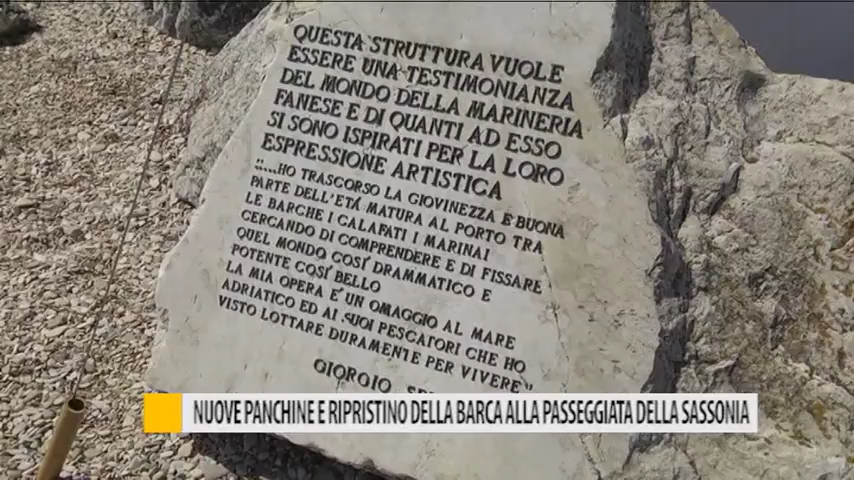 QUESTA STRUTTURA VUOLE
ESSERE UNA TESTIMONIANZA
DEL MONDO DELLA MARINERIA
FANESE E DI QUANTI AD ESSO
SI SONO ISPIRATI PER LA LORO
ESPRESSIONE ARTISTICA
"....HO TRASCORSO LA GIOVINEZZA E BUONA
PARTE DELL'ETÁ MATURA AL PORTO TRA
LE BARCHE I CALAFATI I MARINAI
CERCANDO DI COMPRENDERE E DI FISSARE
QUEL MONDO COSÍ DRAMMATICO E
POTENTE COSÍ BELLO
LA MIA OPERA E' UN OMAGGIO AL MARE
ADRIATICO ED AI SUOI PESCATORI CHE HO
VISTO LOTTARE DURAMENTE PER VIVERE"
GIORGIO
NUOVE PANCHINE E RIPRISTINO DELLA BARCA ALLA PASSEGGIATA DELLA SASSONIA